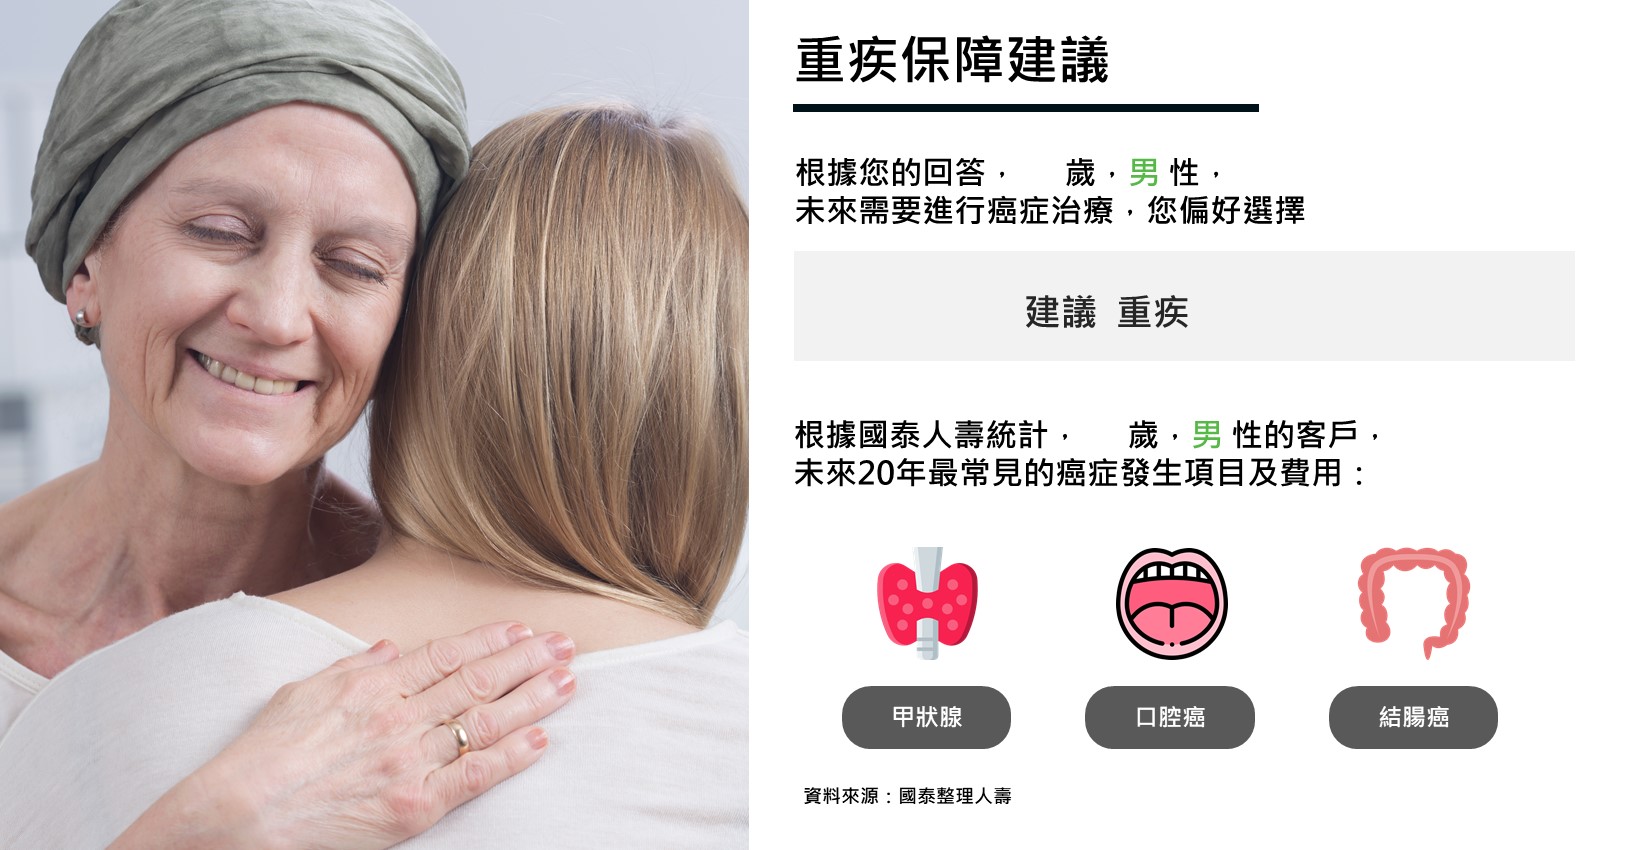 重疾保障建議
根據您的回答， 歲，男 性，
未來需要進行癌症治療，您偏好選擇
建議 重疾
根據國泰人壽統計， 歲，男 性的客戶，
未來20年最常見的癌症發生項目及費用：
甲狀腺
口腔癌
結腸癌
資料來源：國泰整理人壽